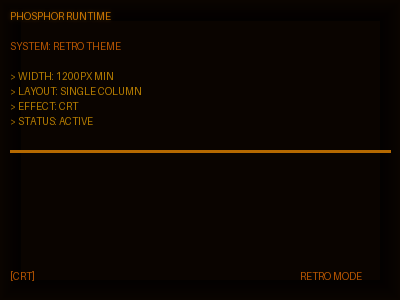 PHOSPHOR RUNTIME
SYSTEM: RETRO THEME
> WIDTH: 1200PX MIN
> LAYOUT: SINGLE COLUMN
> EFFECT: CRT
> STATUS: ACTIVE
[CRT]
RETRO MODE